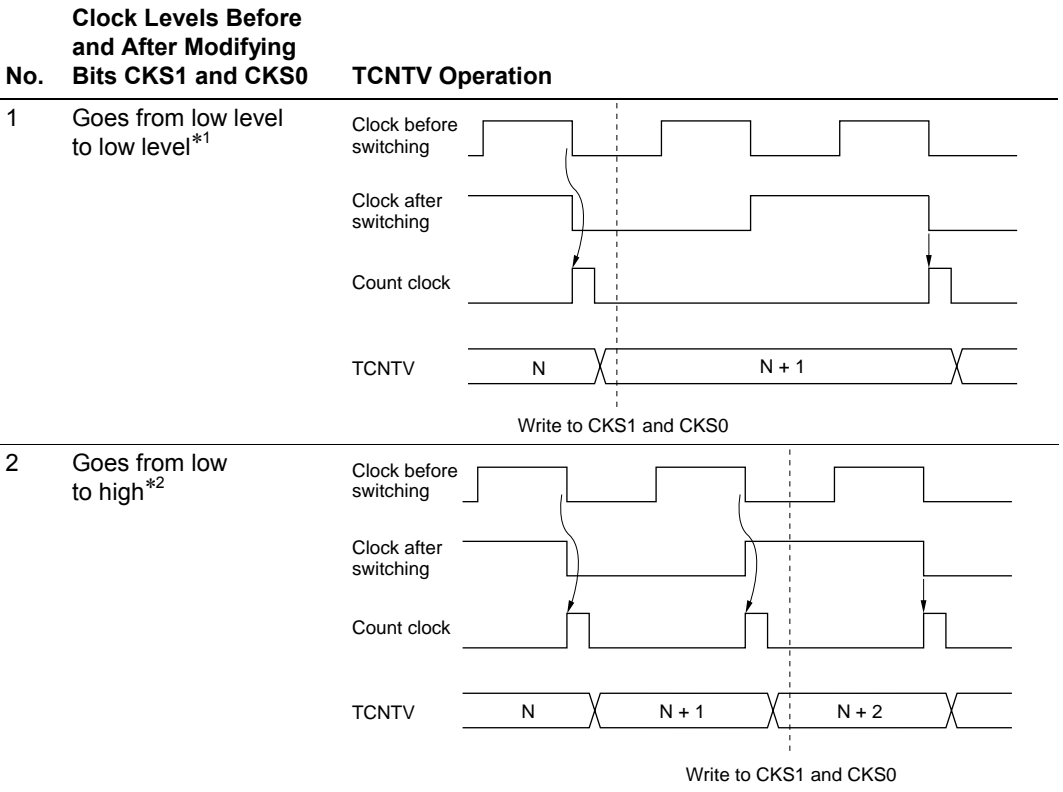 Clock Levels Before
and After Modifying
No. Bits CKS1 and CKS0 TCNTV Operation
1 Goes from low level
to low level*1
Clock before
switching
Clock after
switching
Count clock
TCNTV N N + 1
Write to CKS1 and CKS0
2 Goes from low
to high*2
Clock before
switching
Clock after
switching
Count clock
TCNTV N N + 1 N + 2
Write to CKS1 and CKS0